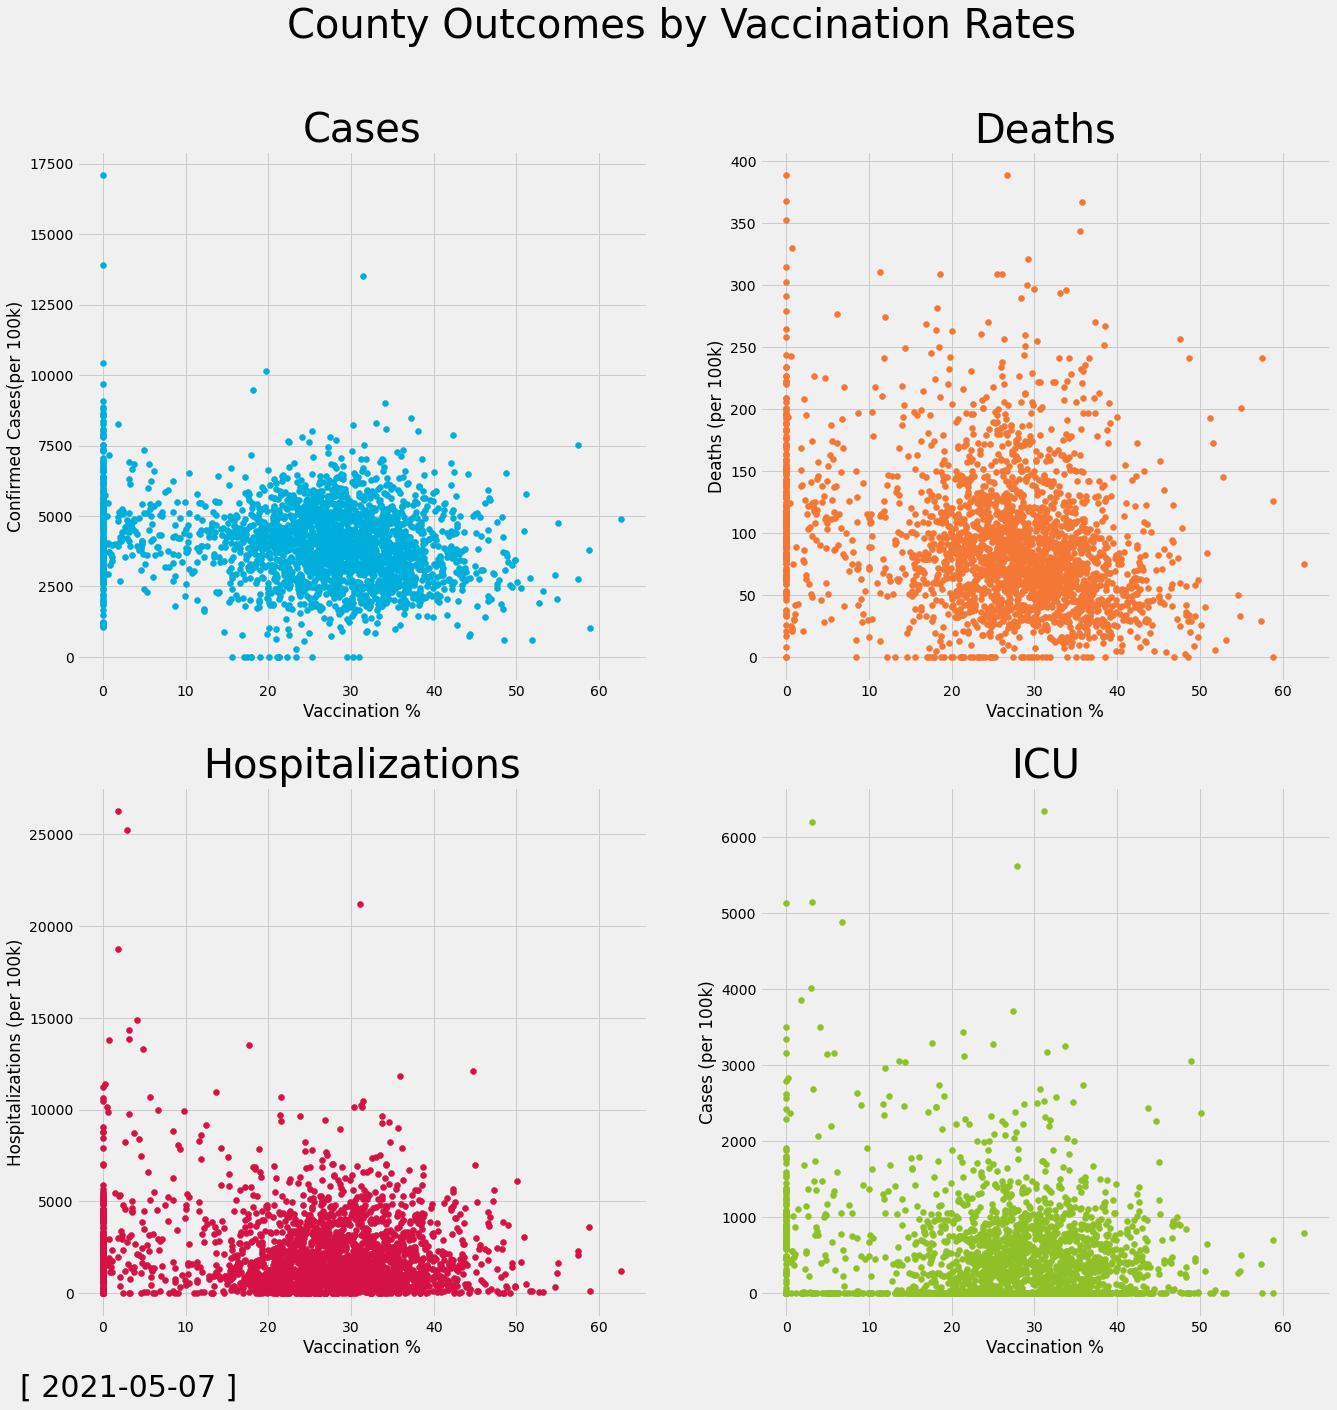 County Outcomes by Vaccination Rates
Cases
17500
15000
12500
10000
7500
5000
2500
0
Confirmed Cases(per 100k)
0 10 20 30 40 50 60
Vaccination %
Deaths
400
350
300
250
200
150
100
50
0
Deaths (per 100k)
0 10 20 30 40 50 60
Vaccination %
Hospitalizations
25000
20000
15000
10000
5000
0
Hospitalizations (per 100k)
0 10 20 30 40 50 60
Vaccination %
ICU
6000
5000
4000
3000
2000
1000
0
Cases (per 100k)
0 10 20 30 40 50 60
Vaccination %
[ 2021-05-07 ]